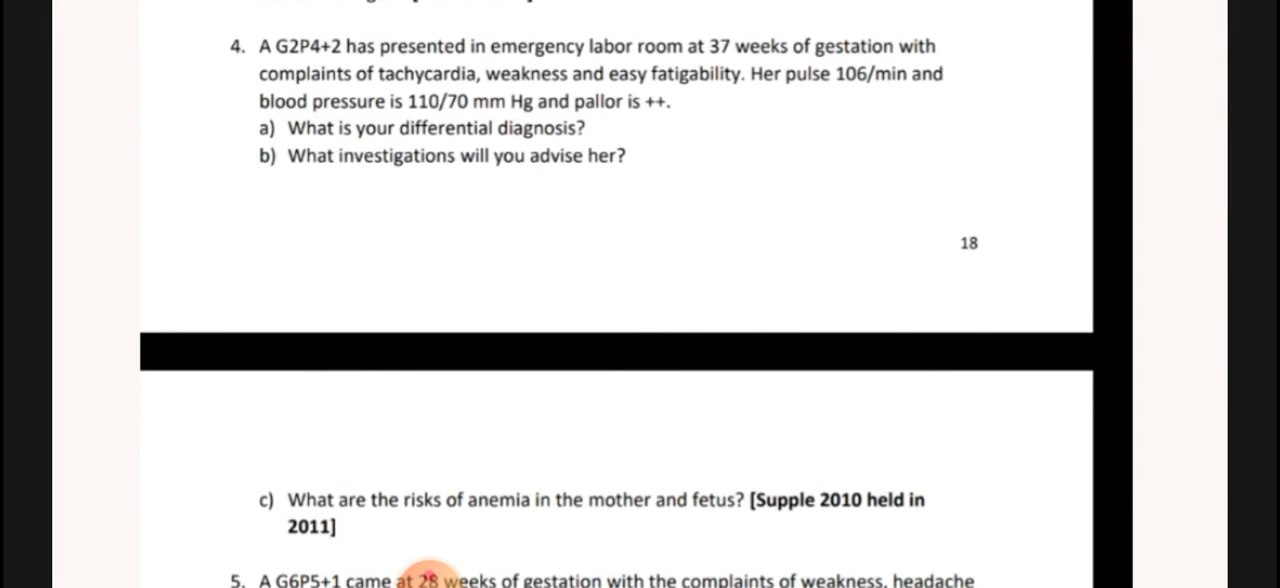 4. A G2P4+2 has presented in emergency labor room at 37 weeks of gestation with
complaints of tachycardia, weakness and easy fatigability. Her pulse 106/min and
blood pressure is 110/70 mm Hg and pallor is ++.
a) What is your differential diagnosis?
b) What investigations will you advise her?
18
c) What are the risks of anemia in the mother and fetus? [Supple 2010 held in
2011]
5. A G6P5+1 came at 28 weeks of gestation with the complaints of weakness, headache